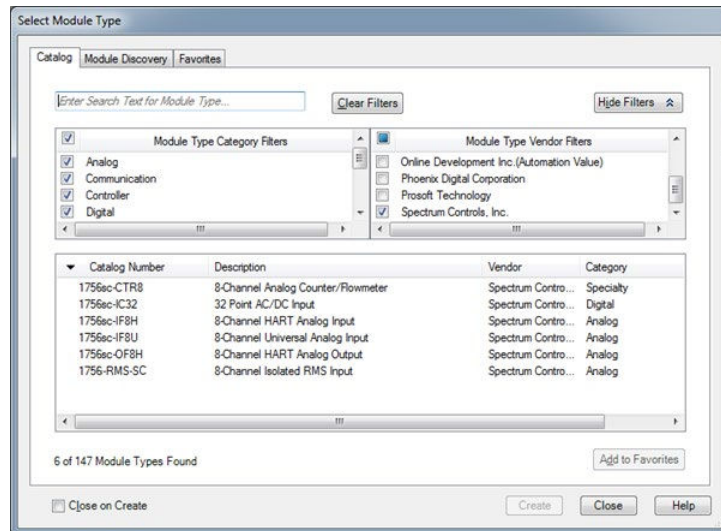 Select Module Type
Catalog Module Discovery Favorites
Enter Search Text for Module Type...
Clear Filters
Hide Filters
Module Type Category Filters
Analog
Communication
Controller
Digital
Module Type Vendor Filters
Online Development Inc.(Automation Value)
Phoenix Digital Corporation
Prosoft Technology
Spectrum Controls, Inc.
Catalog Number Description Vendor Category
1756sc-CTR8 8-Channel Analog Counter/Flowmeter Spectrum Contro... Specialty
1756sc-IC32 32 Point AC/DC Input Spectrum Contro... Digital
1756sc-IF8H 8-Channel HART Analog Input Spectrum Contro... Analog
1756sc-IF8U 8-Channel Universal Analog Input Spectrum Contro... Analog
1756sc-OF8H 8-Channel HART Analog Output Spectrum Contro... Analog
1756-RMS-SC 8-Channel Isolated RMS Input Spectrum Contro... Analog
6 of 147 Module Types Found
Add to Favorites
Close on Create
Create Close Help